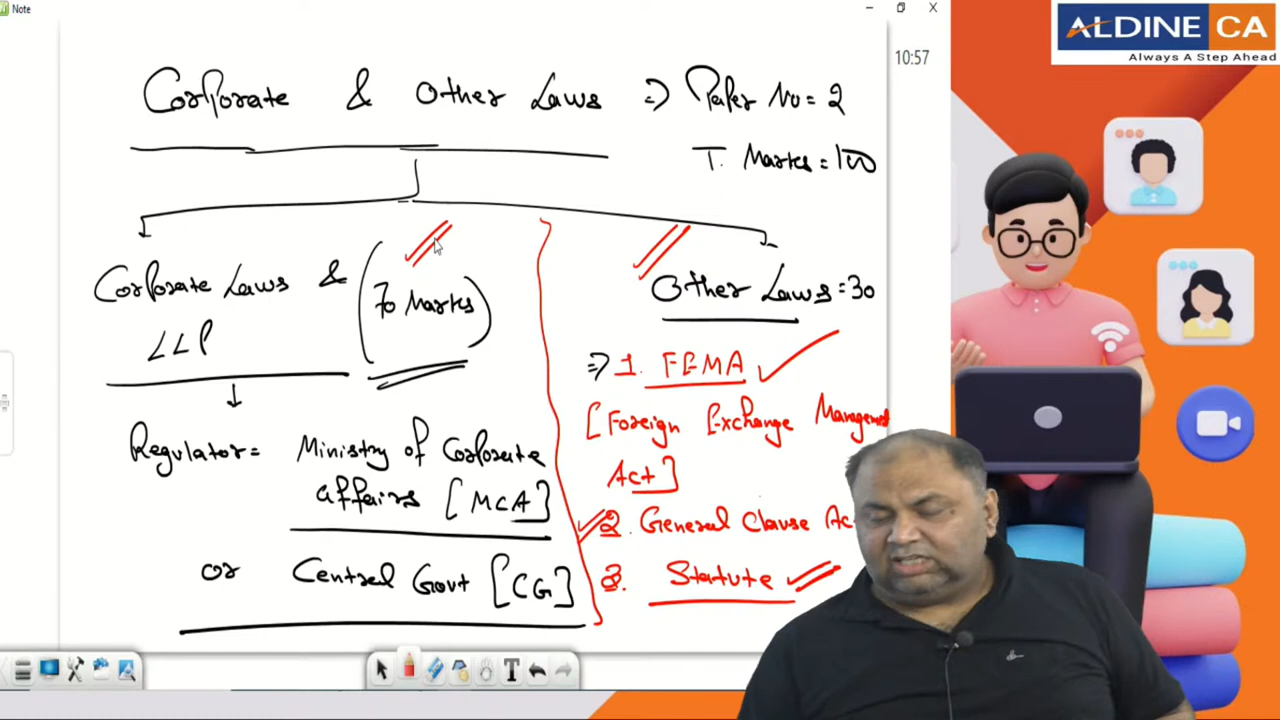 Note
ALDINE CA
Always A Step Ahead
10:57
Corporate & Other Laws => Paper No = 2
T. Marks = 100
Corporate Laws & LLP (70 Marks)
Other Laws = 30
=> 1. FEMA
[Foreign Exchange Management
Act]
2. General Clause Ac
3. Statute
Regulator = Ministry of Corporate
affairs [MCA]
or Central Govt [CG]